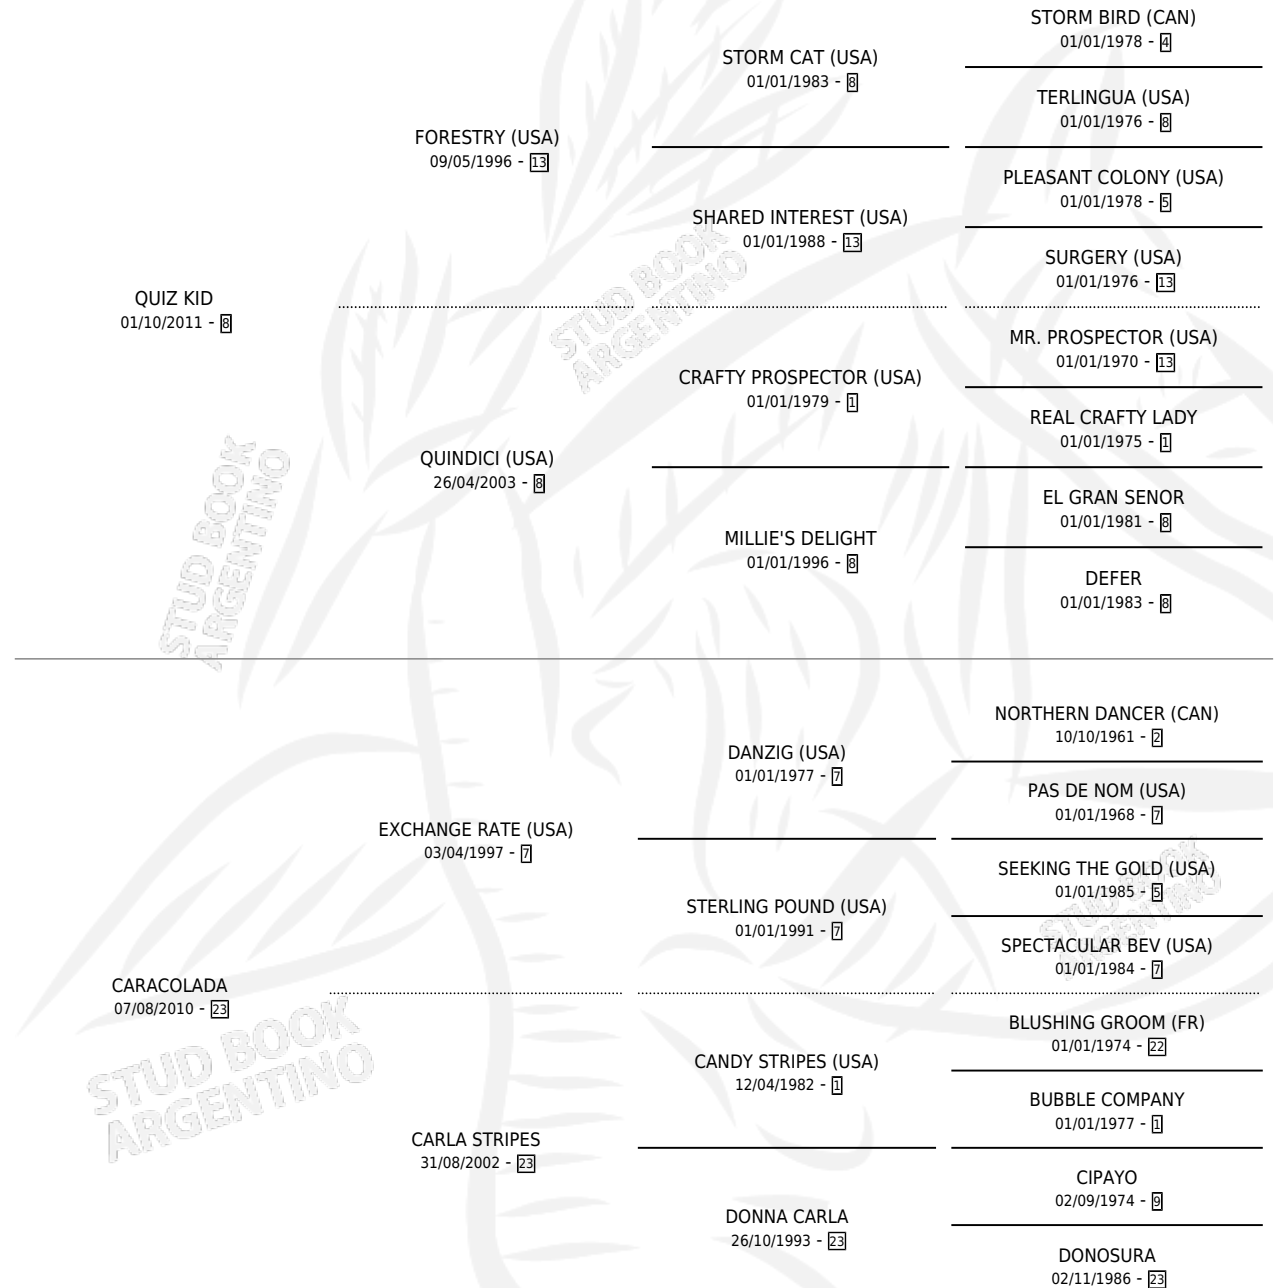 STORM BIRD (CAN)
01/01/1978 - 4
STORM CAT (USA)
01/01/1983 - 8
TERLINGUA (USA)
01/01/1976 - 8
FORESTRY (USA)
09/05/1996 - 13
PLEASANT COLONY (USA)
01/01/1978 - 5
SHARED INTEREST (USA)
01/01/1988 - 13
SURGERY (USA)
01/01/1976 - 13
QUIZ KID
01/10/2011 - 8
STUD BOOK
ARGENTINO
MR. PROSPECTOR (USA)
01/01/1970 - 13
CRAFTY PROSPECTOR (USA)
01/01/1979 - 1
REAL CRAFTY LADY
01/01/1975 - 1
QUINDICI (USA)
26/04/2003 - 8
EL GRAN SENOR
01/01/1981 - 8
MILLIE'S DELIGHT
01/01/1996 - 8
DEFER
01/01/1983 - 8
STUD BOOK
ARGENTINO
NORTHERN DANCER (CAN)
10/10/1961 - 2
DANZIG (USA)
01/01/1977 - 7
PAS DE NOM (USA)
01/01/1968 - 7
EXCHANGE RATE (USA)
03/04/1997 - 7
SEEKING THE GOLD (USA)
01/01/1985 - 5
STERLING POUND (USA)
01/01/1991 - 7
STUD BOOK
ARGENTINO
SPECTACULAR BEV (USA)
01/01/1984 - 7
CARACOLADA
07/08/2010 - 23
BLUSHING GROOM (FR)
01/01/1974 - 22
CANDY STRIPES (USA)
12/04/1982 - 1
STUD BOOK
ARGENTINO
BUBBLE COMPANY
01/01/1977 - 1
CARLA STRIPES
31/08/2002 - 23
CIPAYO
02/09/1974 - 9
DONNA CARLA
26/10/1993 - 23
DONOSURA
02/11/1986 - 23